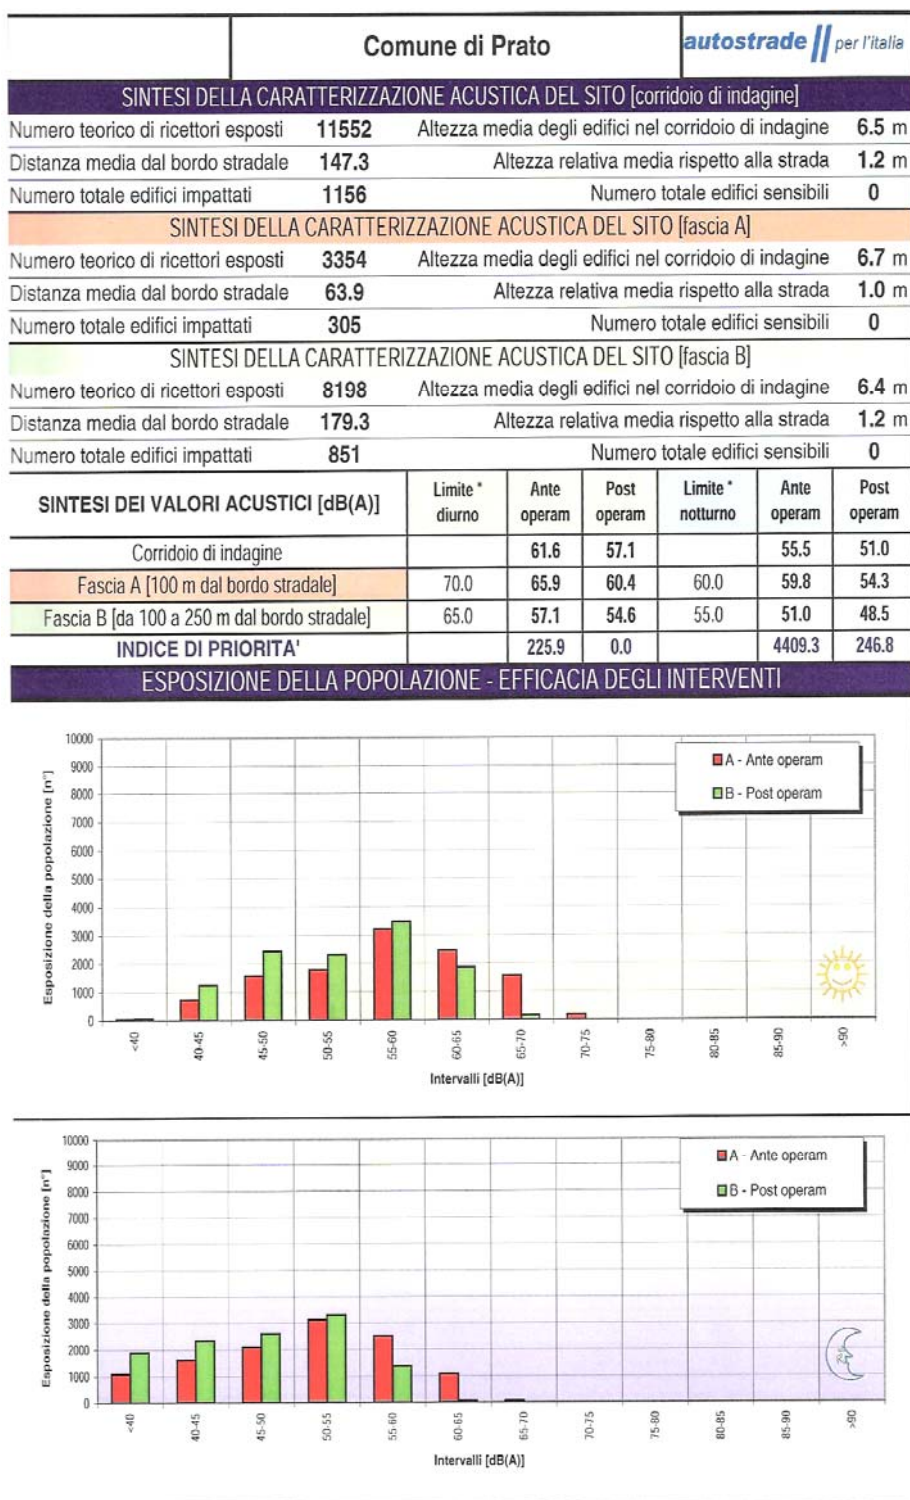 Comune di Prato
autostrade per l'italia
SINTESI DELLA CARATTERIZZAZIONE ACUSTICA DEL SITO [corridoio di indagine]
Numero teorico di ricettori esposti 11552 Altezza media degli edifici nel corridoio di indagine 6.5 m
Distanza media dal bordo stradale 147.3 Altezza relativa media rispetto alla strada 1.2 m
Numero totale edifici impattati 1156 Numero totale edifici sensibili 0
SINTESI DELLA CARATTERIZZAZIONE ACUSTICA DEL SITO [fascia A]
Numero teorico di ricettori esposti 3354 Altezza media degli edifici nel corridoio di indagine 6.7 m
Distanza media dal bordo stradale 63.9 Altezza relativa media rispetto alla strada 1.0 m
Numero totale edifici impattati 305 Numero totale edifici sensibili 0
SINTESI DELLA CARATTERIZZAZIONE ACUSTICA DEL SITO [fascia B]
Numero teorico di ricettori esposti 8198 Altezza media degli edifici nel corridoio di indagine 6.4 m
Distanza media dal bordo stradale 179.3 Altezza relativa media rispetto alla strada 1.2 m
Numero totale edifici impattati 851 Numero totale edifici sensibili 0
SINTESI DEI VALORI ACUSTICI [dB(A)] Limite * diurno Ante operam Post operam Limite * notturno Ante operam Post operam
Corridoio di indagine 61.6 57.1 55.5 51.0
Fascia A [100 m dal bordo stradale] 70.0 65.9 60.4 60.0 59.8 54.3
Fascia B [da 100 a 250 m dal bordo stradale] 65.0 57.1 54.6 55.0 51.0 48.5
INDICE DI PRIORITA' 225.9 0.0 4409.3 246.8
ESPOSIZIONE DELLA POPOLAZIONE - EFFICACIA DEGLI INTERVENTI
Esposizione della popolazione [n°]
10000
9000
8000
7000
6000
5000
4000
3000
2000
1000
0
A - Ante operam
B - Post operam
<40 40-45 45-50 50-55 55-60 60-65 65-70 70-75 75-80 80-85 85-90 >90
Intervalli [dB(A)]
Esposizione della popolazione [n°]
10000
9000
8000
7000
6000
5000
4000
3000
2000
1000
0
A - Ante operam
B - Post operam
<40 40-45 45-50 50-55 55-60 60-65 65-70 70-75 75-80 80-85 85-90 >90
Intervalli [dB(A)]